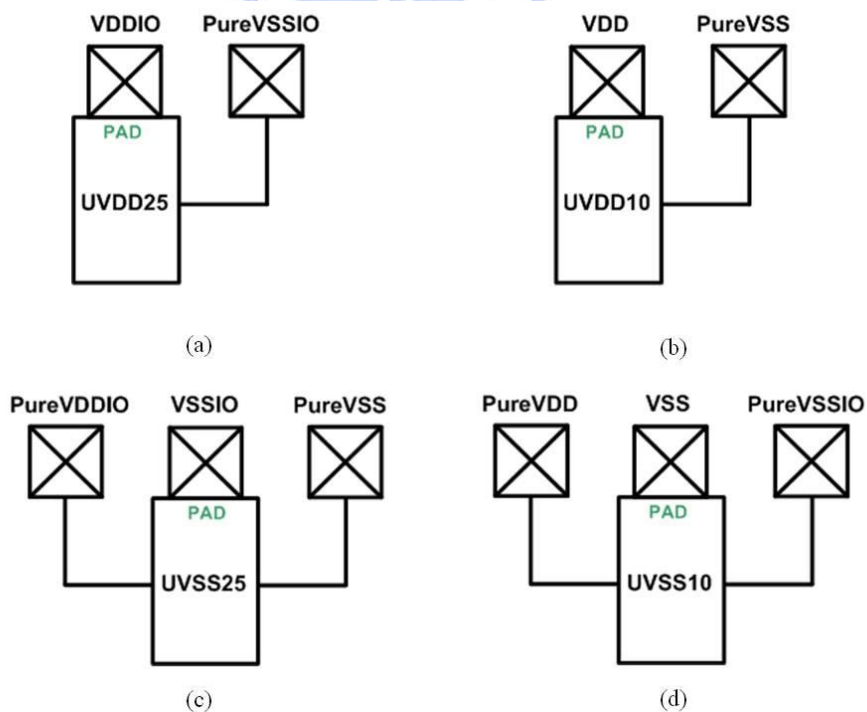 VDDIO PureVSSIO
PAD
UVDD25
(a)
VDD PureVSS
PAD
UVDD10
(b)
PureVDDIO VSSIO PureVSS
PAD
UVSS25
(c)
PureVDD VSS PureVSSIO
PAD
UVSS10
(d)